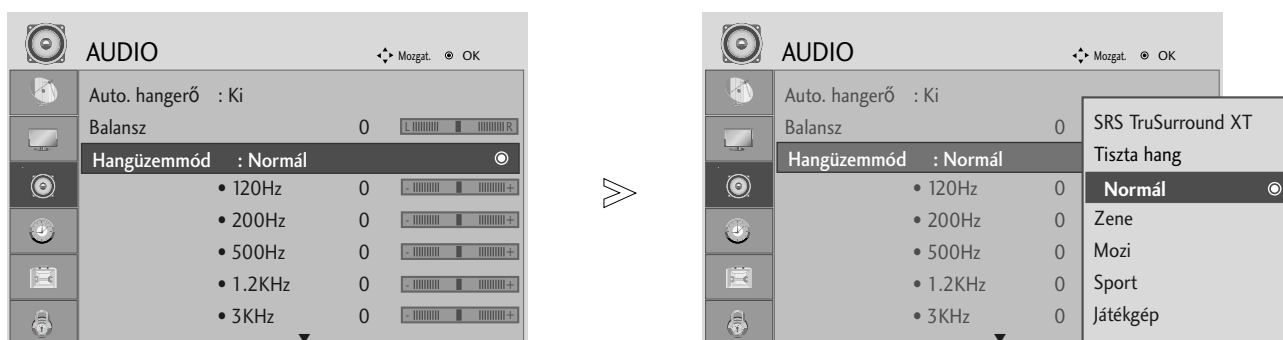 AUDIO Mozgat. OK
Auto. hangerő : Ki
Balansz 0 L R
Hangüzemmód : Normál
• 120Hz 0 - +
• 200Hz 0 - +
• 500Hz 0 - +
• 1.2KHz 0 - +
• 3KHz 0 - +
AUDIO Mozgat. OK
Auto. hangerő : Ki
Balansz 0
Hangüzemmód : Normál
• 120Hz 0
• 200Hz 0
• 500Hz 0
• 1.2KHz 0
• 3KHz 0
SRS TruSurround XT
Tiszta hang
Normál
Zene
Mozi
Sport
Játékgép